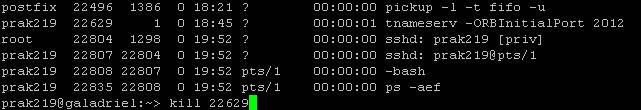 postfix 22496 1386 0 18:21 ? 00:00:00 pickup -l -t fifo -u
prak219 22629 1 0 18:45 ? 00:00:01 tnameserv -ORBInitialPort 2012
root 22804 1298 0 19:52 ? 00:00:00 sshd: prak219 [priv]
prak219 22807 22804 0 19:52 ? 00:00:00 sshd: prak219@pts/1
prak219 22808 22807 0 19:52 pts/1 00:00:00 -bash
prak219 22835 22808 0 19:52 pts/1 00:00:00 ps -aef
prak219@galadriel:~> kill 22629